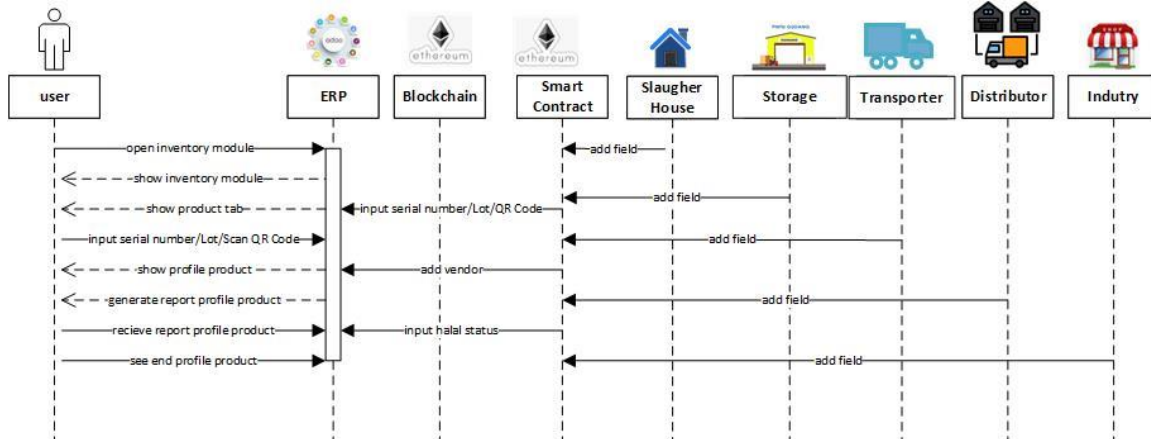 odoo
ethereum
ethereum
user
ERP
Blockchain
Smart
Contract
Slaugher
House
Storage
Transporter
Distributor
Indutry
open inventory module
add field
show inventory module
add field
show product tab
input serial number/Lot/QR Code
input serial number/Lot/Scan QR Code
add field
show profile product
add vendor
generate report profile product
add field
recieve report profile product
input halal status
see end profile product
add field